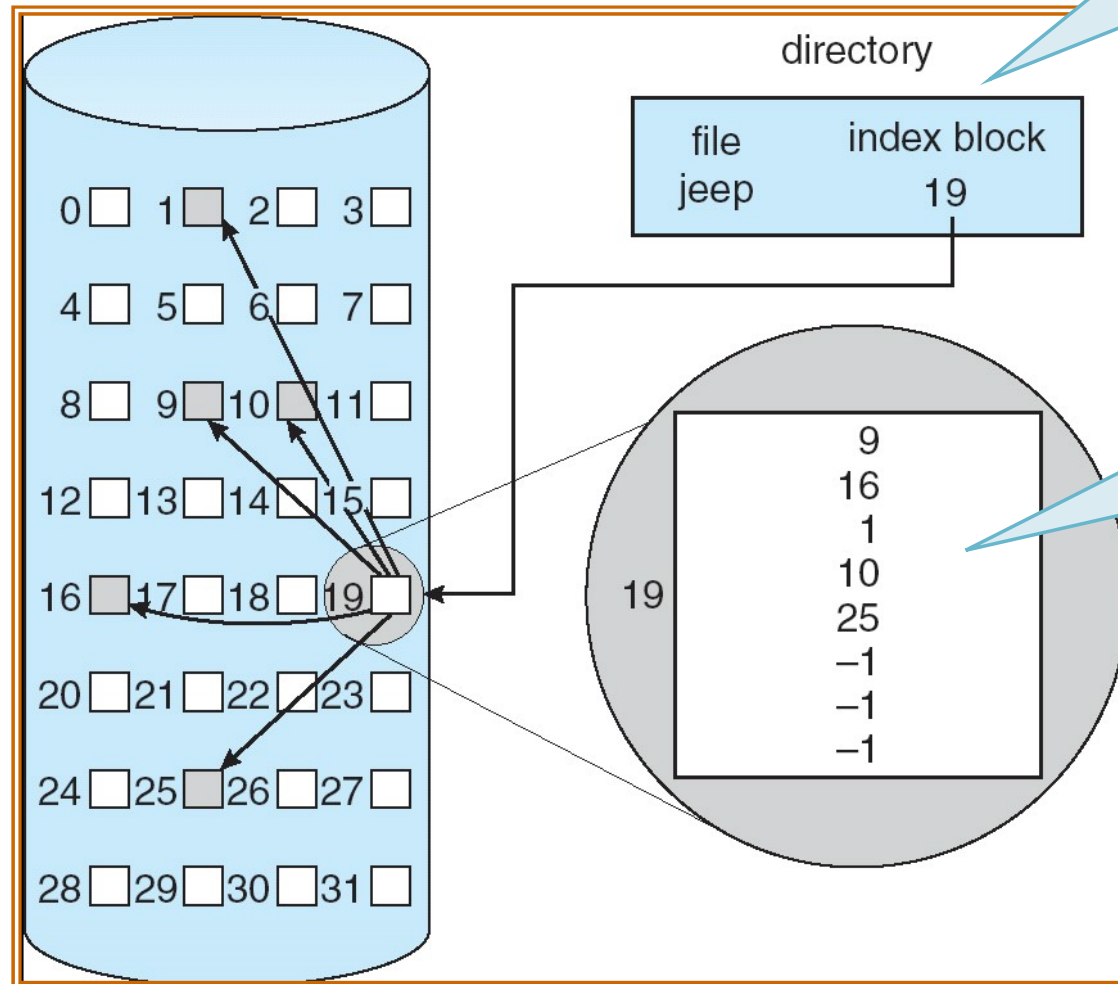 directory
file index block
jeep 19
0 1 2 3
4 5 6 7
8 9 10 11
12 13 14 15
16 17 18 19
20 21 22 23
24 25 26 27
28 29 30 31
19
9
16
1
10
25
–1
–1
–1